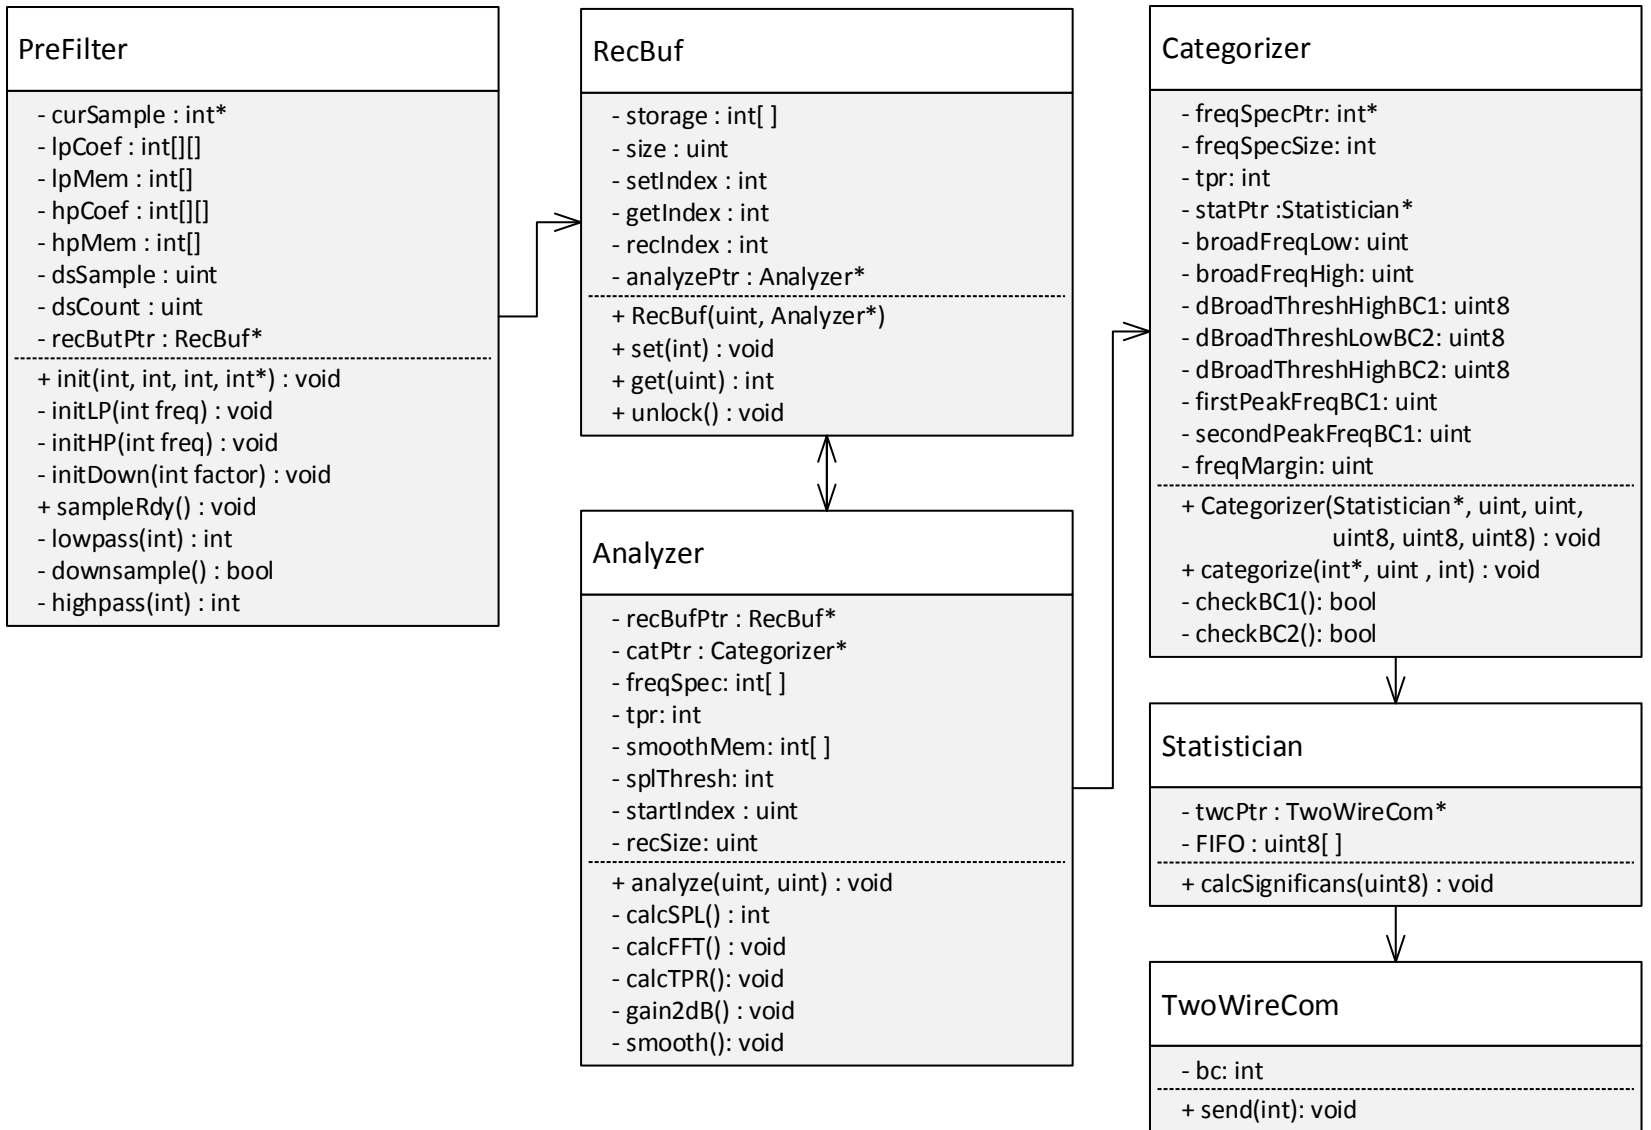 PreFilter
- curSample : int*
- lpCoef : int[][]
- lpMem : int[]
- hpCoef : int[][]
- hpMem : int[]
- dsSample : uint
- dsCount : uint
- recButPtr : RecBuf*
+ init(int, int, int, int*) : void
- initLP(int freq) : void
- initHP(int freq) : void
- initDown(int factor) : void
+ sampleRdy() : void
- lowpass(int) : int
- downsample() : bool
- highpass(int) : int
RecBuf
- storage : int[ ]
- size : uint
- setIndex : int
- getIndex : int
- recIndex : int
- analyzePtr : Analyzer*
+ RecBuf(uint, Analyzer*)
+ set(int) : void
+ get(uint) : int
+ unlock() : void
Analyzer
- recBufPtr : RecBuf*
- catPtr : Categorizer*
- freqSpec: int[ ]
- tpr: int
- smoothMem: int[ ]
- splThresh: int
- startIndex : uint
- recSize: uint
+ analyze(uint, uint) : void
- calcSPL() : int
- calcFFT() : void
- calcTPR(): void
- gain2dB() : void
- smooth(): void
Categorizer
- freqSpecPtr: int*
- freqSpecSize: int
- tpr: int
- statPtr :Statistician*
- broadFreqLow: uint
- broadFreqHigh: uint
- dBroadThreshHighBC1: uint8
- dBroadThreshLowBC2: uint8
- dBroadThreshHighBC2: uint8
- firstPeakFreqBC1: uint
- secondPeakFreqBC1: uint
- freqMargin: uint
+ Categorizer(Statistician*, uint, uint,
uint8, uint8, uint8) : void
+ categorize(int*, uint , int) : void
- checkBC1(): bool
- checkBC2(): bool
Statistician
- twcPtr : TwoWireCom*
- FIFO : uint8[ ]
+ calcSignificans(uint8) : void
TwoWireCom
- bc: int
+ send(int): void